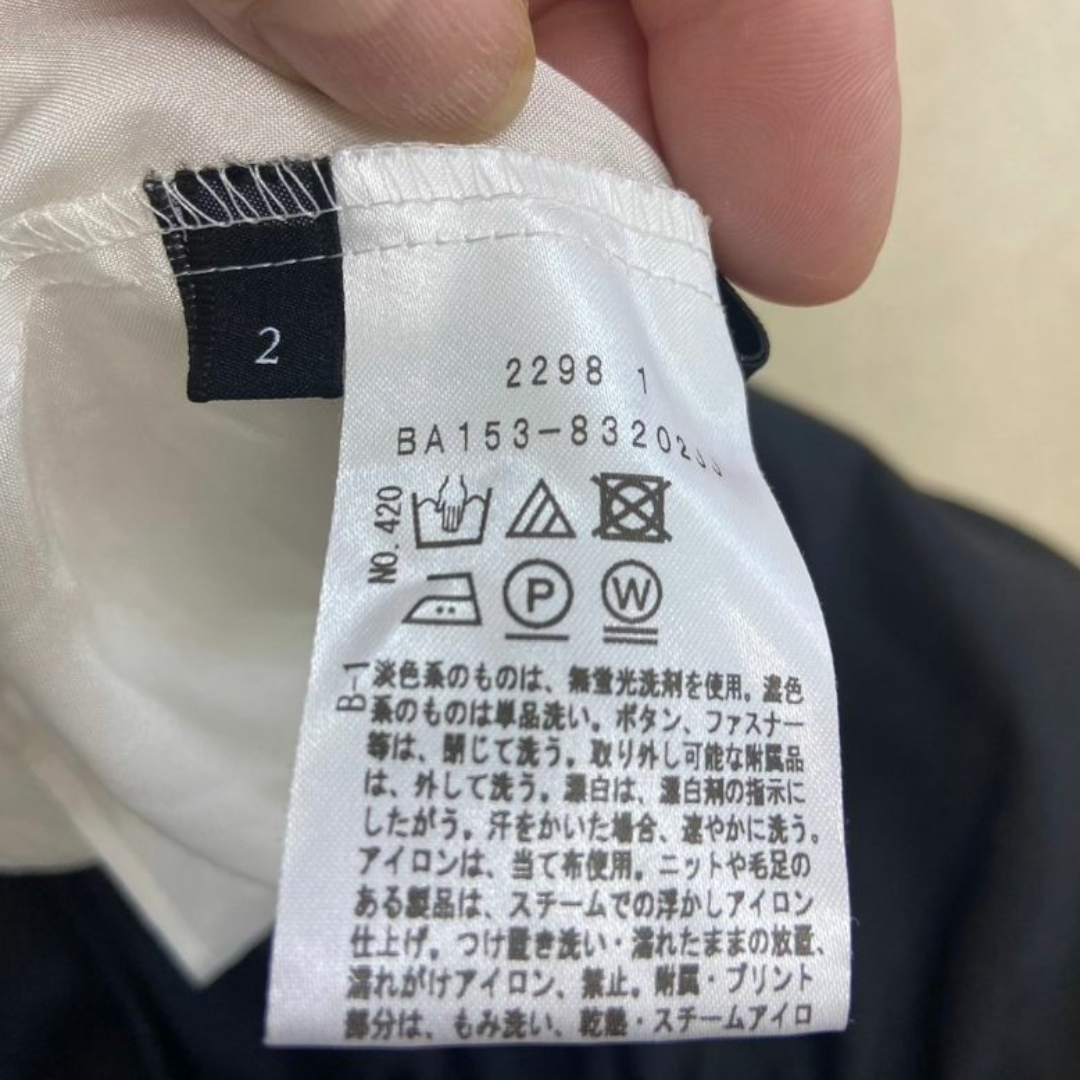 2
2298 1
BA153-83202
NO. 420
P
W
B-1
淡色系のものは、無蛍光洗剤を使用。濃色
系のものは単品洗い。ボタン、ファスナー
等は、閉じて洗う。取り外し可能な附属品
は、外して洗う。漂白は、漂白剤の指示に
したがう。汗をかいた場合、速やかに洗う。
アイロンは、当て布使用。ニットや毛足の
ある製品は、スチームでの浮かしアイロン
仕上げ。つけ置き洗い・濡れたままの放置、
濡れがけアイロン、禁止。附属・プリント
部分は、もみ洗い、乾熱・スチームアイロ